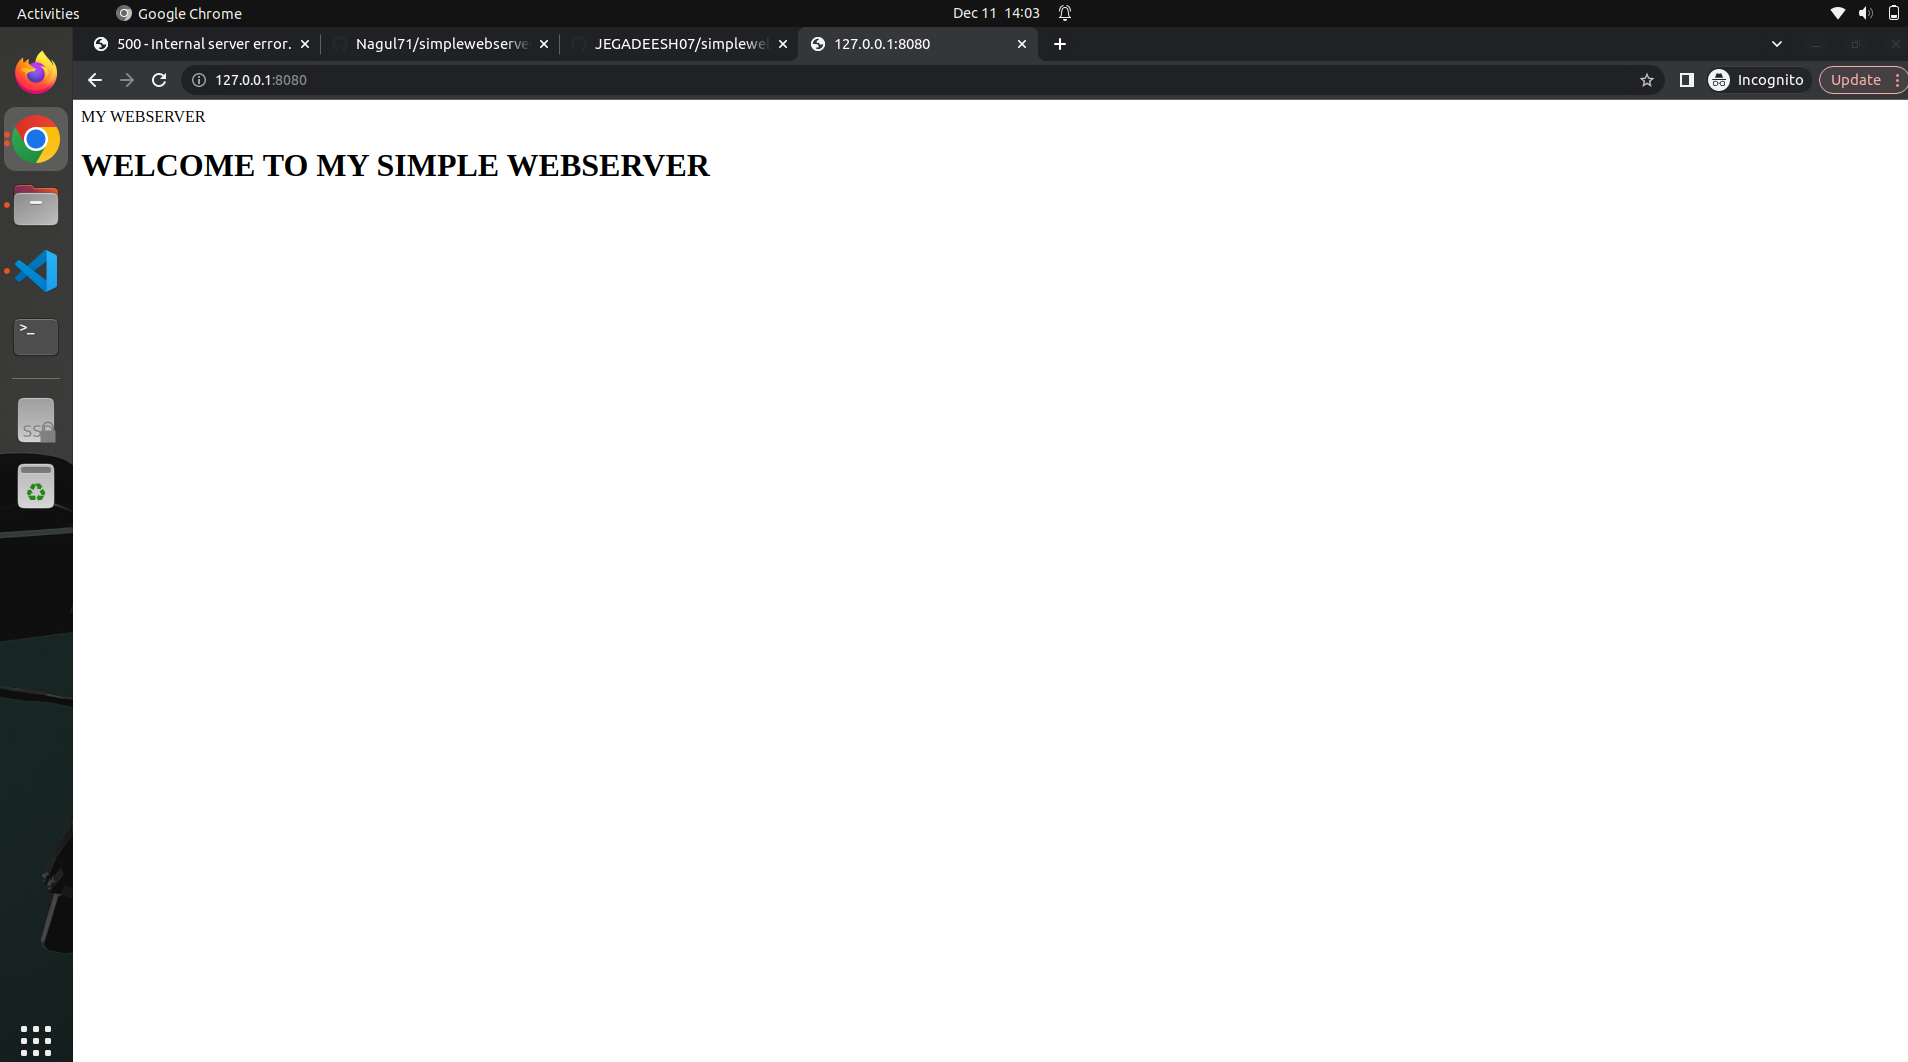 Activities
Google Chrome
Dec 11 14:03
500 - Internal server error.
Nagul71/simplewebserve
JEGADEESH07/simplewel
127.0.0.1:8080
127.0.0.1:8080
Incognito
Update
MY WEBSERVER
WELCOME TO MY SIMPLE WEBSERVER
>_